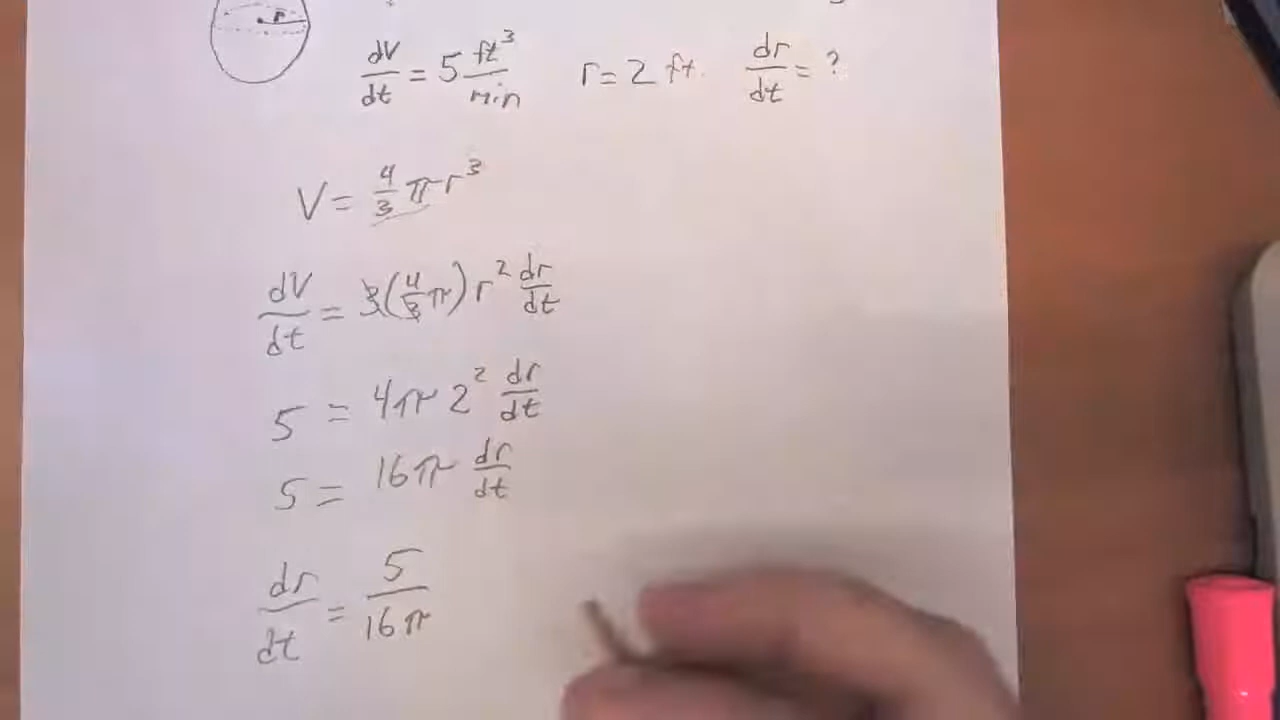 r
dV/dt = 5 ft³/min r = 2 ft. dr/dt = ?
V = 4/3 πr³
dV/dt = 3(4/3 π) r² dr/dt
5 = 4π 2² dr/dt
5 = 16π dr/dt
dr/dt = 5/16π